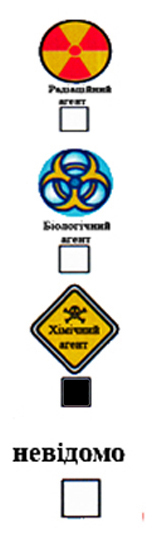 Радіаційний
агент
Біологічний
агент
Хімічний
агент
невідомо